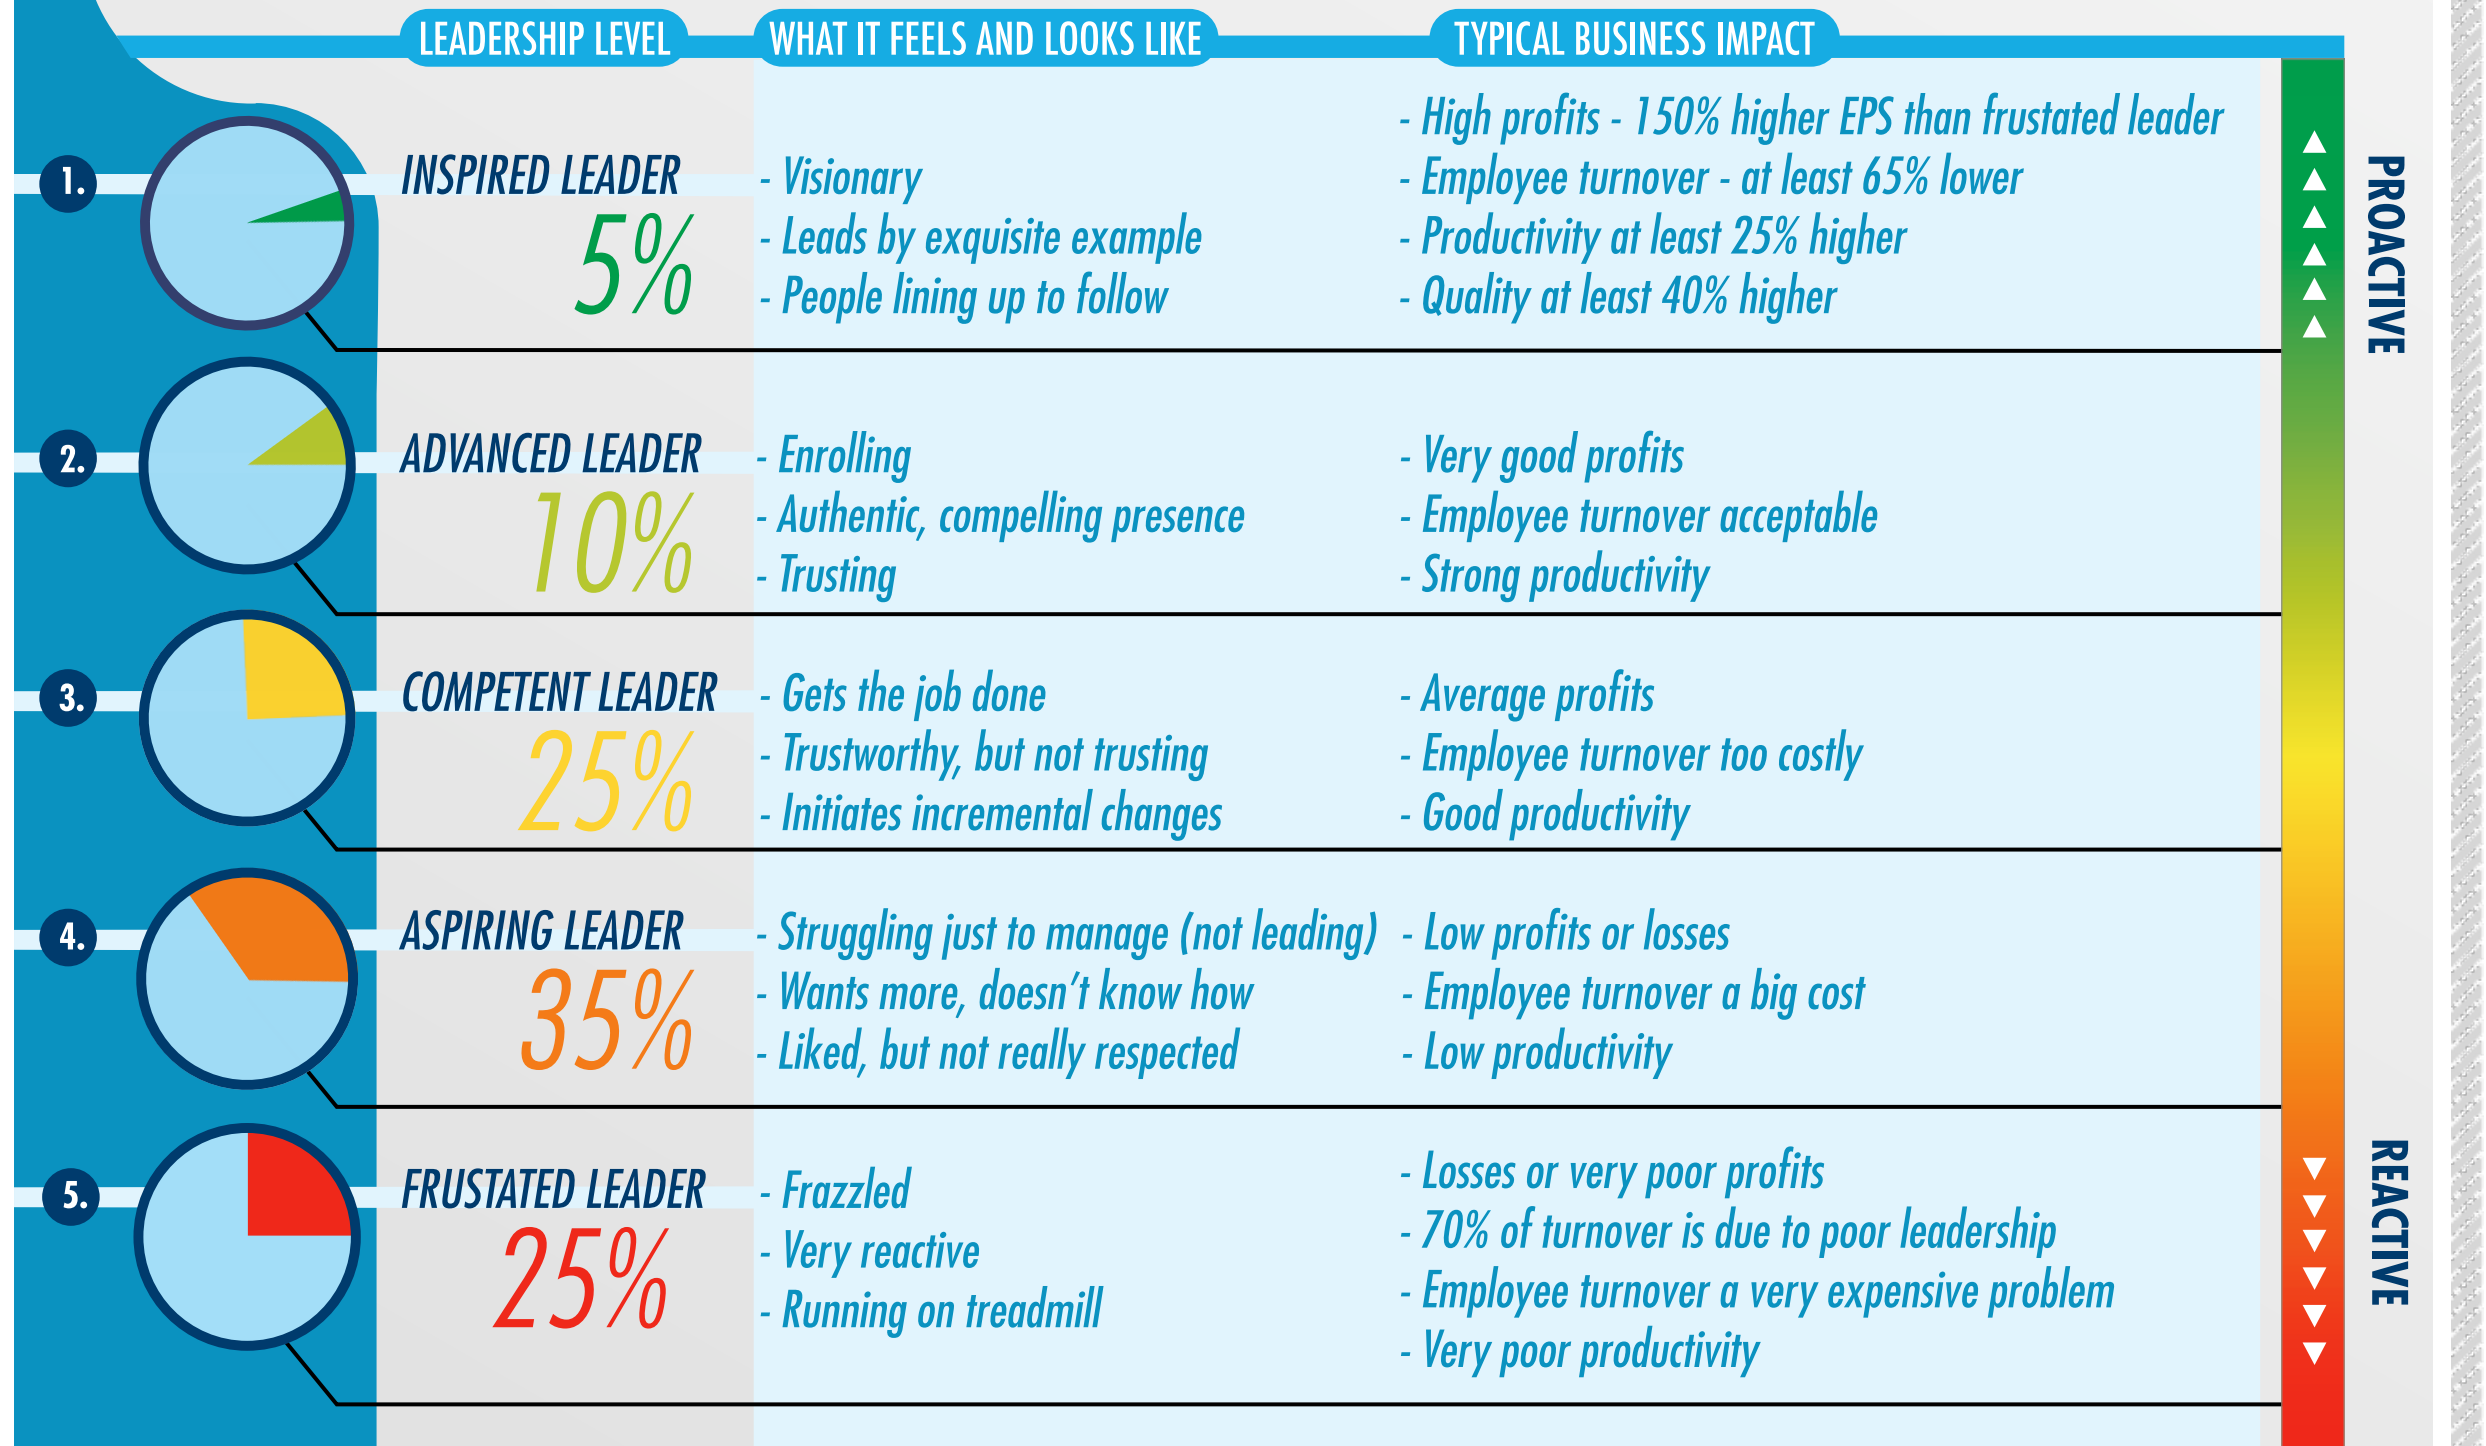 LEADERSHIP LEVEL
WHAT IT FEELS AND LOOKS LIKE
TYPICAL BUSINESS IMPACT
1.
INSPIRED LEADER
5%
- Visionary
- Leads by exquisite example
- People lining up to follow
- High profits - 150% higher EPS than frustated leader
- Employee turnover - at least 65% lower
- Productivity at least 25% higher
- Quality at least 40% higher
PROACTIVE
2.
ADVANCED LEADER
10%
- Enrolling
- Authentic, compelling presence
- Trusting
- Very good profits
- Employee turnover acceptable
- Strong productivity
3.
COMPETENT LEADER
25%
- Gets the job done
- Trustworthy, but not trusting
- Initiates incremental changes
- Average profits
- Employee turnover too costly
- Good productivity
4.
ASPIRING LEADER
35%
- Struggling just to manage (not leading)
- Wants more, doesn't know how
- Liked, but not really respected
- Low profits or losses
- Employee turnover a big cost
- Low productivity
5.
FRUSTATED LEADER
25%
- Frazzled
- Very reactive
- Running on treadmill
- Losses or very poor profits
- 70% of turnover is due to poor leadership
- Employee turnover a very expensive problem
- Very poor productivity
REACTIVE